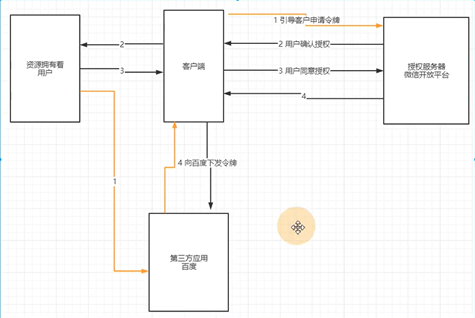 1 引导客户申请令牌
2
2 用户确认授权
资源拥有着
用户
3
客户端
3 用户同意授权
授权服务器
微信开放平台
4
4 向百度下发令牌
1
第三方应用
百度